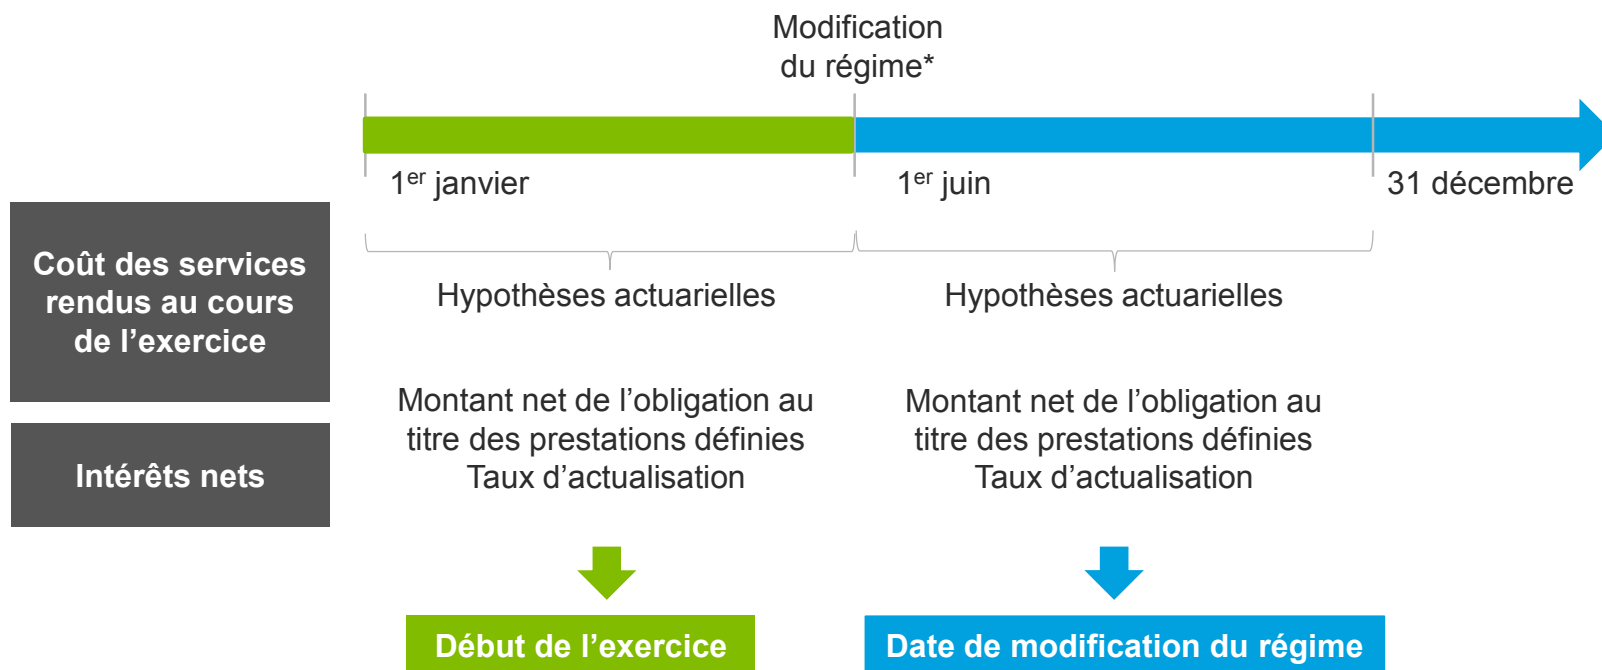 Modification
du régime*
1er janvier
1er juin
31 décembre
Coût des services
rendus au cours
de l’exercice
Hypothèses actuarielles
Hypothèses actuarielles
Intérêts nets
Montant net de l’obligation au
titre des prestations définies
Taux d’actualisation
Montant net de l’obligation au
titre des prestations définies
Taux d’actualisation
Début de l’exercice
Date de modification du régime